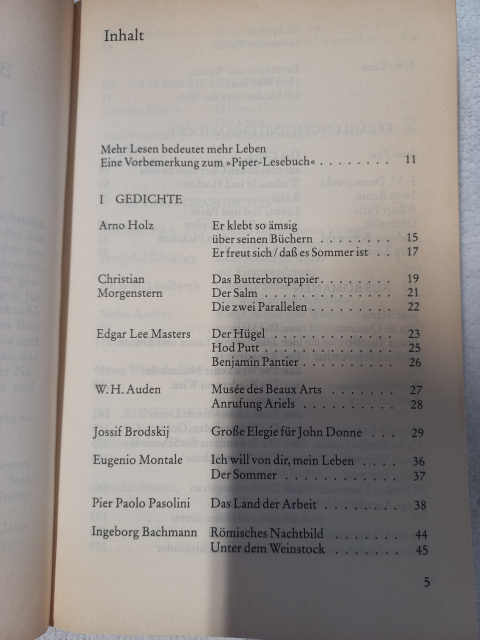 Inhalt
Mehr Lesen bedeutet mehr Leben
Eine Vorbemerkung zum »Piper-Lesebuch« . . . . . . . . 11
I GEDICHTE
Arno Holz Er klebt so ämsig
über seinen Büchern . . . . . . . . 15
Er freut sich / daß es Sommer ist . . . 17
Christian Das Butterbrotpapier . . . . . . . . 19
Morgenstern Der Salm . . . . . . . . . . . . . . 21
Die zwei Parallelen . . . . . . . . . 22
Edgar Lee Masters Der Hügel . . . . . . . . . . . . . 23
Hod Putt . . . . . . . . . . . . . . 25
Benjamin Pantier . . . . . . . . . . 26
W. H. Auden Musée des Beaux Arts . . . . . . . . 27
Anrufung Ariels . . . . . . . . . . . 28
Jossif Brodskij Große Elegie für John Donne . . . 29
Eugenio Montale Ich will von dir, mein Leben . . . . 36
Der Sommer . . . . . . . . . . . . 37
Pier Paolo Pasolini Das Land der Arbeit . . . . . . . . 38
Ingeborg Bachmann Römisches Nachtbild . . . . . . . . 44
Unter dem Weinstock . . . . . . . . 45
5